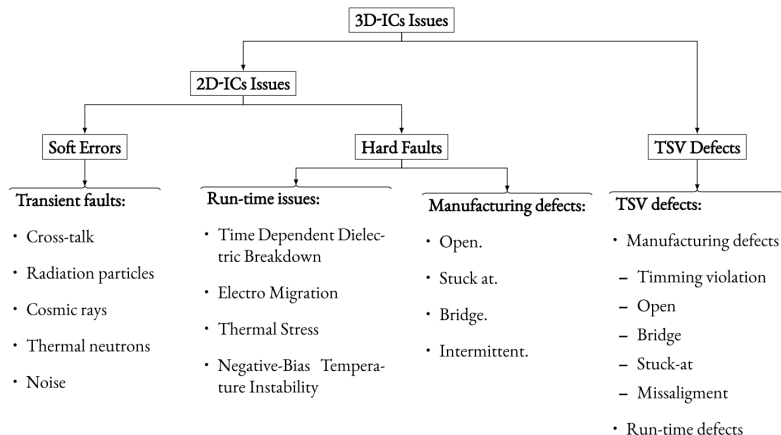 3D-ICs Issues
2D-ICs Issues
Soft Errors
Hard Faults
TSV Defects
Transient faults:
• Cross-talk
• Radiation particles
• Cosmic rays
• Thermal neutrons
• Noise
Run-time issues:
• Time Dependent Dielec-
tric Breakdown
• Electro Migration
• Thermal Stress
• Negative-Bias Tempera-
ture Instability
Manufacturing defects:
• Open.
• Stuck at.
• Bridge.
• Intermittent.
TSV defects:
• Manufacturing defects
– Timming violation
– Open
– Bridge
– Stuck-at
– Missaligment
• Run-time defects